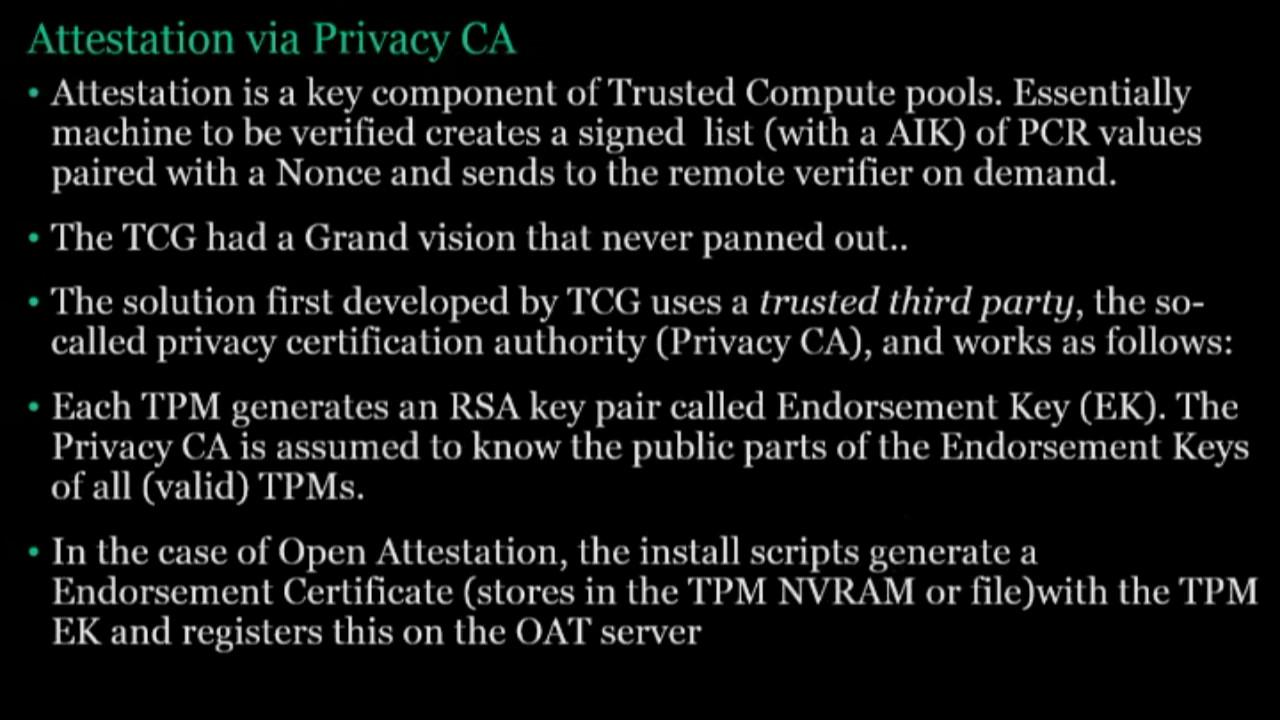 Attestation via Privacy CA
• Attestation is a key component of Trusted Compute pools. Essentially
machine to be verified creates a signed  list (with a AIK) of PCR values
paired with a Nonce and sends to the remote verifier on demand.
• The TCG had a Grand vision that never panned out..
• The solution first developed by TCG uses a trusted third party, the so-
called privacy certification authority (Privacy CA), and works as follows:
• Each TPM generates an RSA key pair called Endorsement Key (EK). The
Privacy CA is assumed to know the public parts of the Endorsement Keys
of all (valid) TPMs.
• In the case of Open Attestation, the install scripts generate a
Endorsement Certificate (stores in the TPM NVRAM or file)with the TPM
EK and registers this on the OAT server